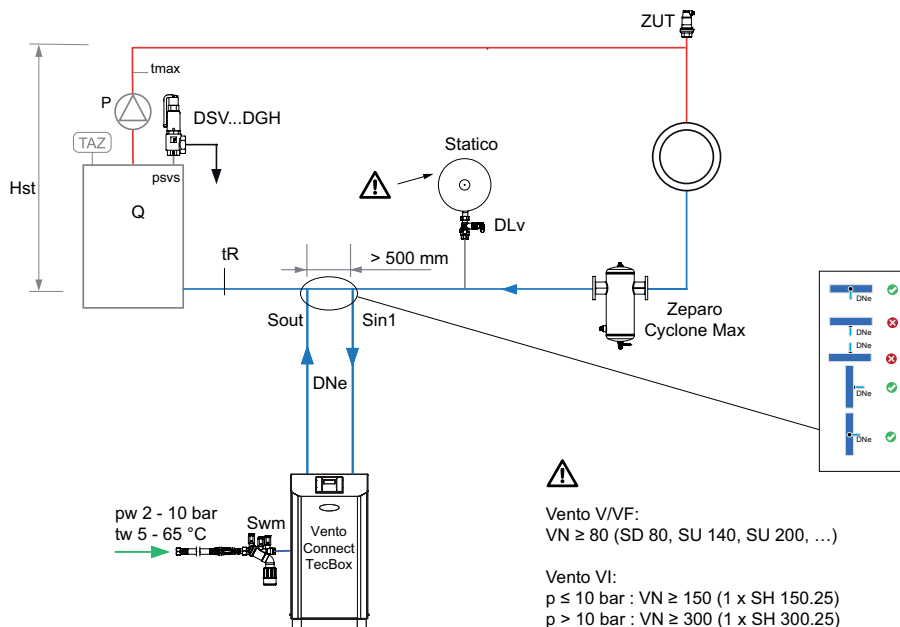 ZUT
tmax
P
DSV...DGH
TAZ
psvs
Statico
Hst
Q
DLv
tR
> 500 mm
Sout
Sin1
Zeparo
Cyclone Max
DNe
DNe
DNe
DNe
DNe
DNe
pw 2 - 10 bar
tw 5 - 65 °C
Swm
Vento
Connect
TecBox
Vento V/VF:
VN ≥ 80 (SD 80, SU 140, SU 200, ...)
Vento VI:
p ≤ 10 bar : VN ≥ 150 (1 x SH 150.25)
p > 10 bar : VN ≥ 300 (1 x SH 300.25)